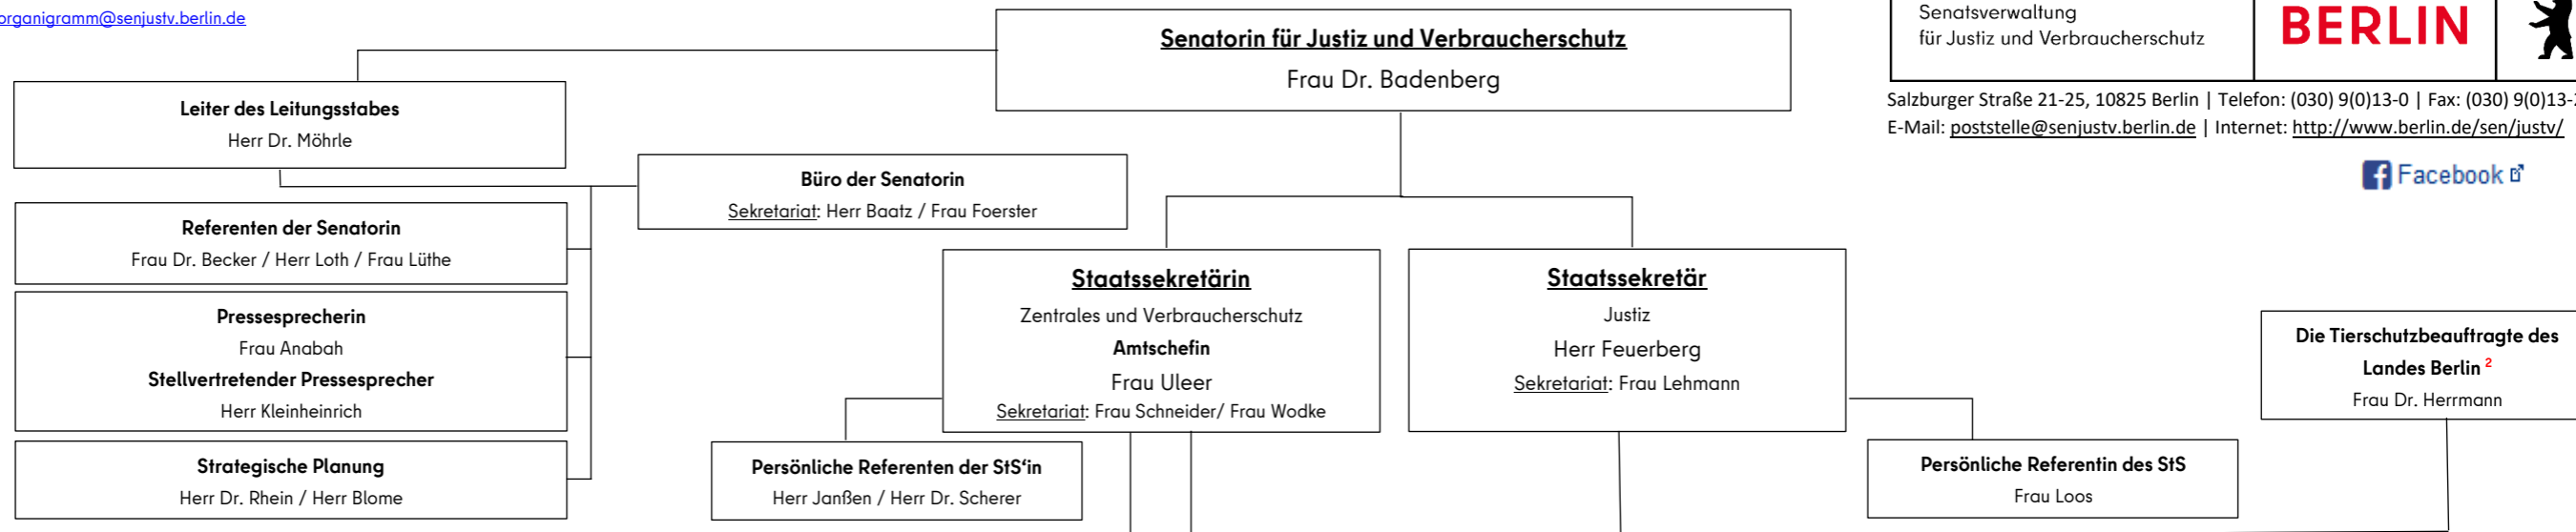 organigramm@senjustv.berlin.de
Senatorin für Justiz und Verbraucherschutz
Frau Dr. Badenberg
Senatsverwaltung
für Justiz und Verbraucherschutz
BERLIN
Salzburger Straße 21-25, 10825 Berlin | Telefon: (030) 9(0)13-0 | Fax: (030) 9(0)13-
E-Mail: poststelle@senjustv.berlin.de | Internet: http://www.berlin.de/sen/justv/
Facebook
Leiter des Leitungsstabes
Herr Dr. Möhrle
Büro der Senatorin
Sekretariat: Herr Baatz / Frau Foerster
Referenten der Senatorin
Frau Dr. Becker / Herr Loth / Frau Lüthe
Pressesprecherin
Frau Anabah
Stellvertretender Pressesprecher
Herr Kleinheinrich
Strategische Planung
Herr Dr. Rhein / Herr Blome
Staatssekretärin
Zentrales und Verbraucherschutz
Amtschefin
Frau Uleer
Sekretariat: Frau Schneider/ Frau Wodke
Persönliche Referenten der StS‘in
Herr Janßen / Herr Dr. Scherer
Staatssekretär
Justiz
Herr Feuerberg
Sekretariat: Frau Lehmann
Persönliche Referentin des StS
Frau Loos
Die Tierschutzbeauftragte des
Landes Berlin ²
Frau Dr. Herrmann